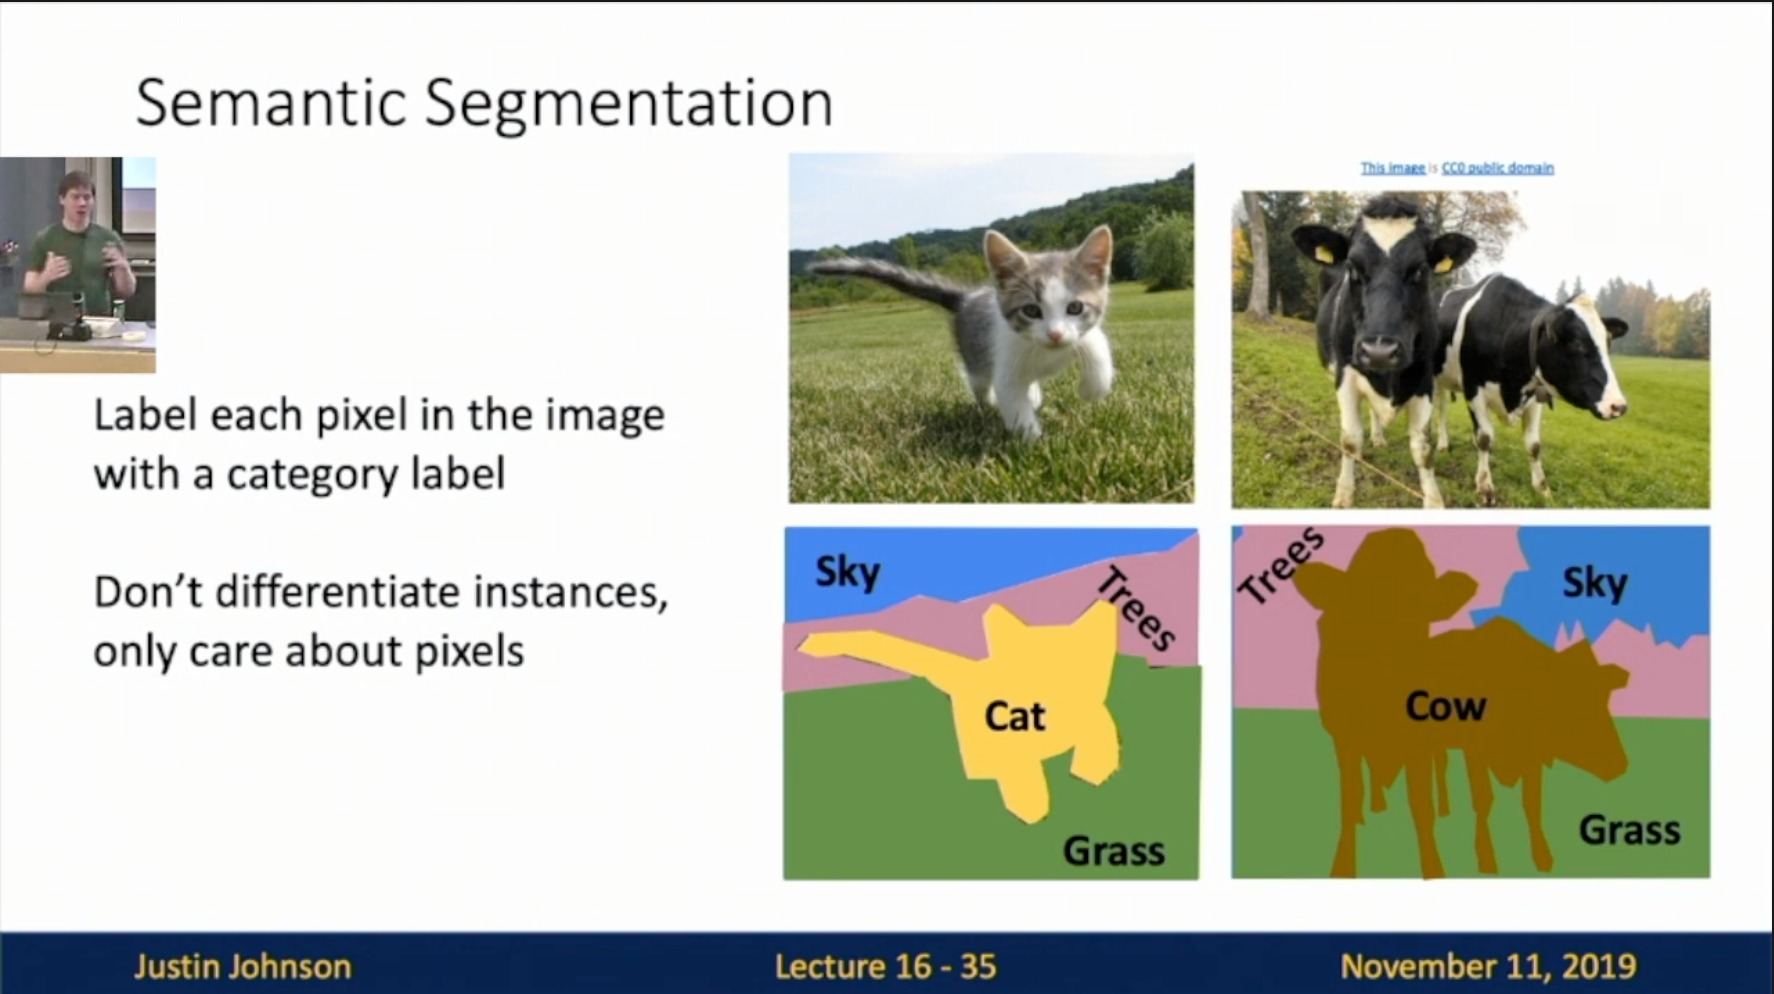 Semantic Segmentation
This image is CC0 public domain
Label each pixel in the image
with a category label
Don't differentiate instances,
only care about pixels
Sky
Trees
Cat
Grass
Trees
Sky
Cow
Grass
Justin Johnson
Lecture 16 - 35
November 11, 2019